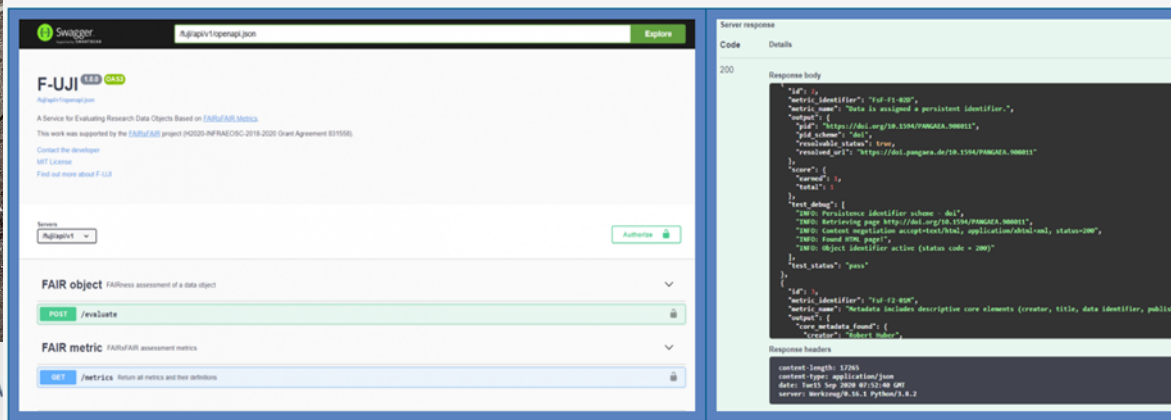 Swagger
/fuji/api/v1/openapi.json
Explore
F-UJI 1.0.0 OAS3
/fuji/api/v1/openapi.json
A Service for Evaluating Research Data Objects Based on FAIRsFAIR Metrics.
This work was supported by the FAIRsFAIR project (H2020-INFRAEOSC-2018-2020 Grant Agreement 831558).
Contact the developer
MIT License
Find out more about F-UJI
Servers
/fuji/api/v1
Authorize
FAIR object FAIRness assessment of a data object
POST /evaluate
FAIR metric FAIRsFAIR assessment metrics
GET /metrics Return all metrics and their definitions
Server response
Code Details
200
Response body
{
"id": 2,
"metric_identifier": "FsF-F1-02D",
"metric_name": "Data is assigned a persistent identifier.",
"output": {
"pid": "https://doi.org/10.1594/PANGAEA.908011",
"pid_scheme": "doi",
"resolvable_status": true,
"resolved_url": "https://doi.pangaea.de/10.1594/PANGAEA.908011"
},
"score": {
"earned": 1,
"total": 1
},
"test_debug": [
"INFO: Persistence identifier scheme - doi",
"INFO: Retrieving page http://doi.org/10.1594/PANGAEA.908011",
"INFO: Content negotiation accept=text/html, application/xhtml+xml, status=200",
"INFO: Found HTML page!",
"INFO: Object identifier active (status code = 200)"
],
"test_status": "pass"
},
{
"id": 3,
"metric_identifier": "FsF-F2-01M",
"metric_name": "Metadata includes descriptive core elements (creator, title, data identifier, publis
"output": {
"core_metadata_found": {
"creator": "Robert Huber",
Response headers
content-length: 17265
content-type: application/json
date: Tue15 Sep 2020 07:52:40 GMT
server: Werkzeug/0.16.1 Python/3.8.2